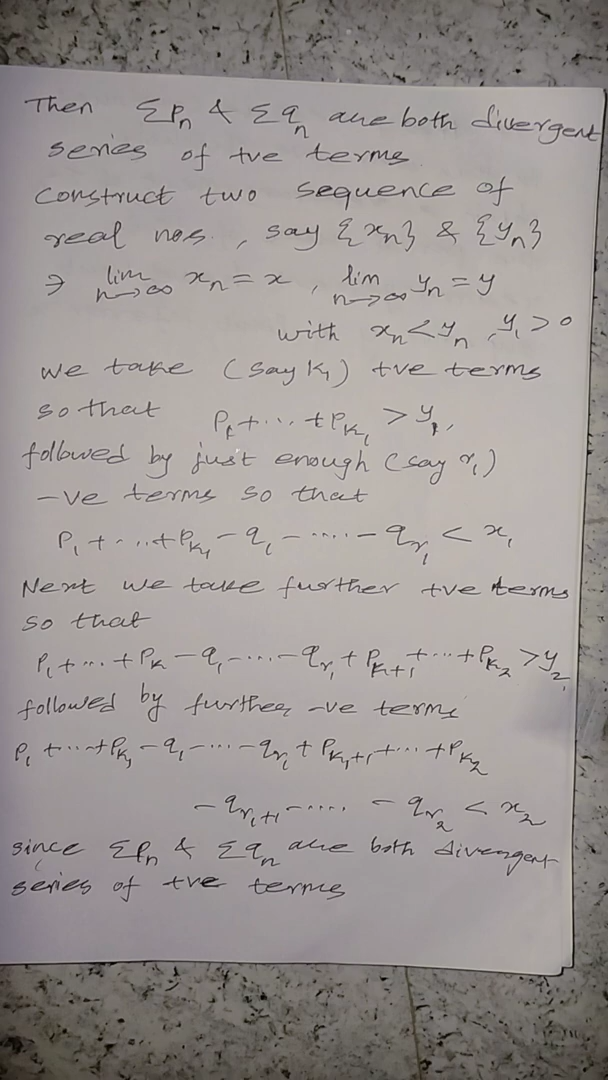 Then Σpₙ & Σqₙ are both divergent
series of +ve terms
construct two sequence of
real nos., say {xₙ} & {yₙ}
∋ lim n→∞ xₙ = x , lim n→∞ yₙ = y
with xₙ < yₙ , y₁ > 0
we take (say k₁) +ve terms
so that p₁ + ... + pₖ₁ > y₁,
followed by just enough (say r₁)
-ve terms so that
p₁ + ... + pₖ₁ - q₁ - .... - qᵣ₁ < x₁
Next we take further +ve terms
so that
p₁ + ... + pₖ - q₁ - .... - qᵣ₁ + pₖ₊₁ + ... + pₖ₂ > y₂,
followed by further -ve terms
p₁ + ... + pₖ₁ - q₁ - .... - qᵣ₁ + pₖ₁₊₁ + ... + pₖ₂
- qᵣ₁₊₁ - .... - qᵣ₂ < x₂
since Σpₙ & Σqₙ are both divergent
series of +ve terms